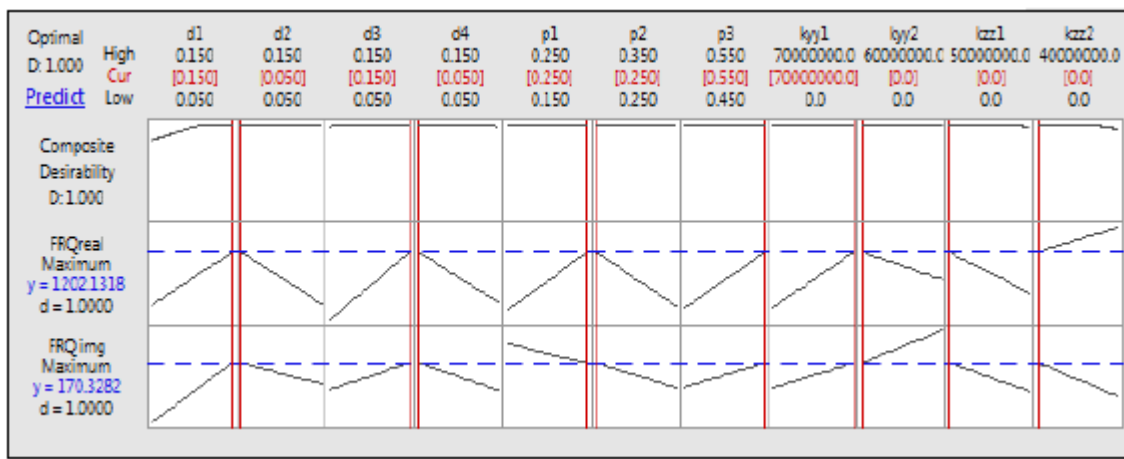 Optimal d1 d2 d3 d4 p1 p2 p3 kyy1 kyy2 kzz1 kzz2
High 0.150 0.150 0.150 0.150 0.250 0.350 0.550 70000000.0 60000000.0 50000000.0 40000000.0
D: 1.000 Cur [0.150] [0.050] [0.150] [0.050] [0.250] [0.250] [0.550] [70000000.0] [0.0] [0.0] [0.0]
Predict Low 0.050 0.050 0.050 0.050 0.150 0.250 0.450 0.0 0.0 0.0 0.0
Composite
Desirability
D: 1.000
FRQreal
Maximum
y = 1202.1318
d = 1.0000
FRQimg
Maximum
y = 170.3282
d = 1.0000